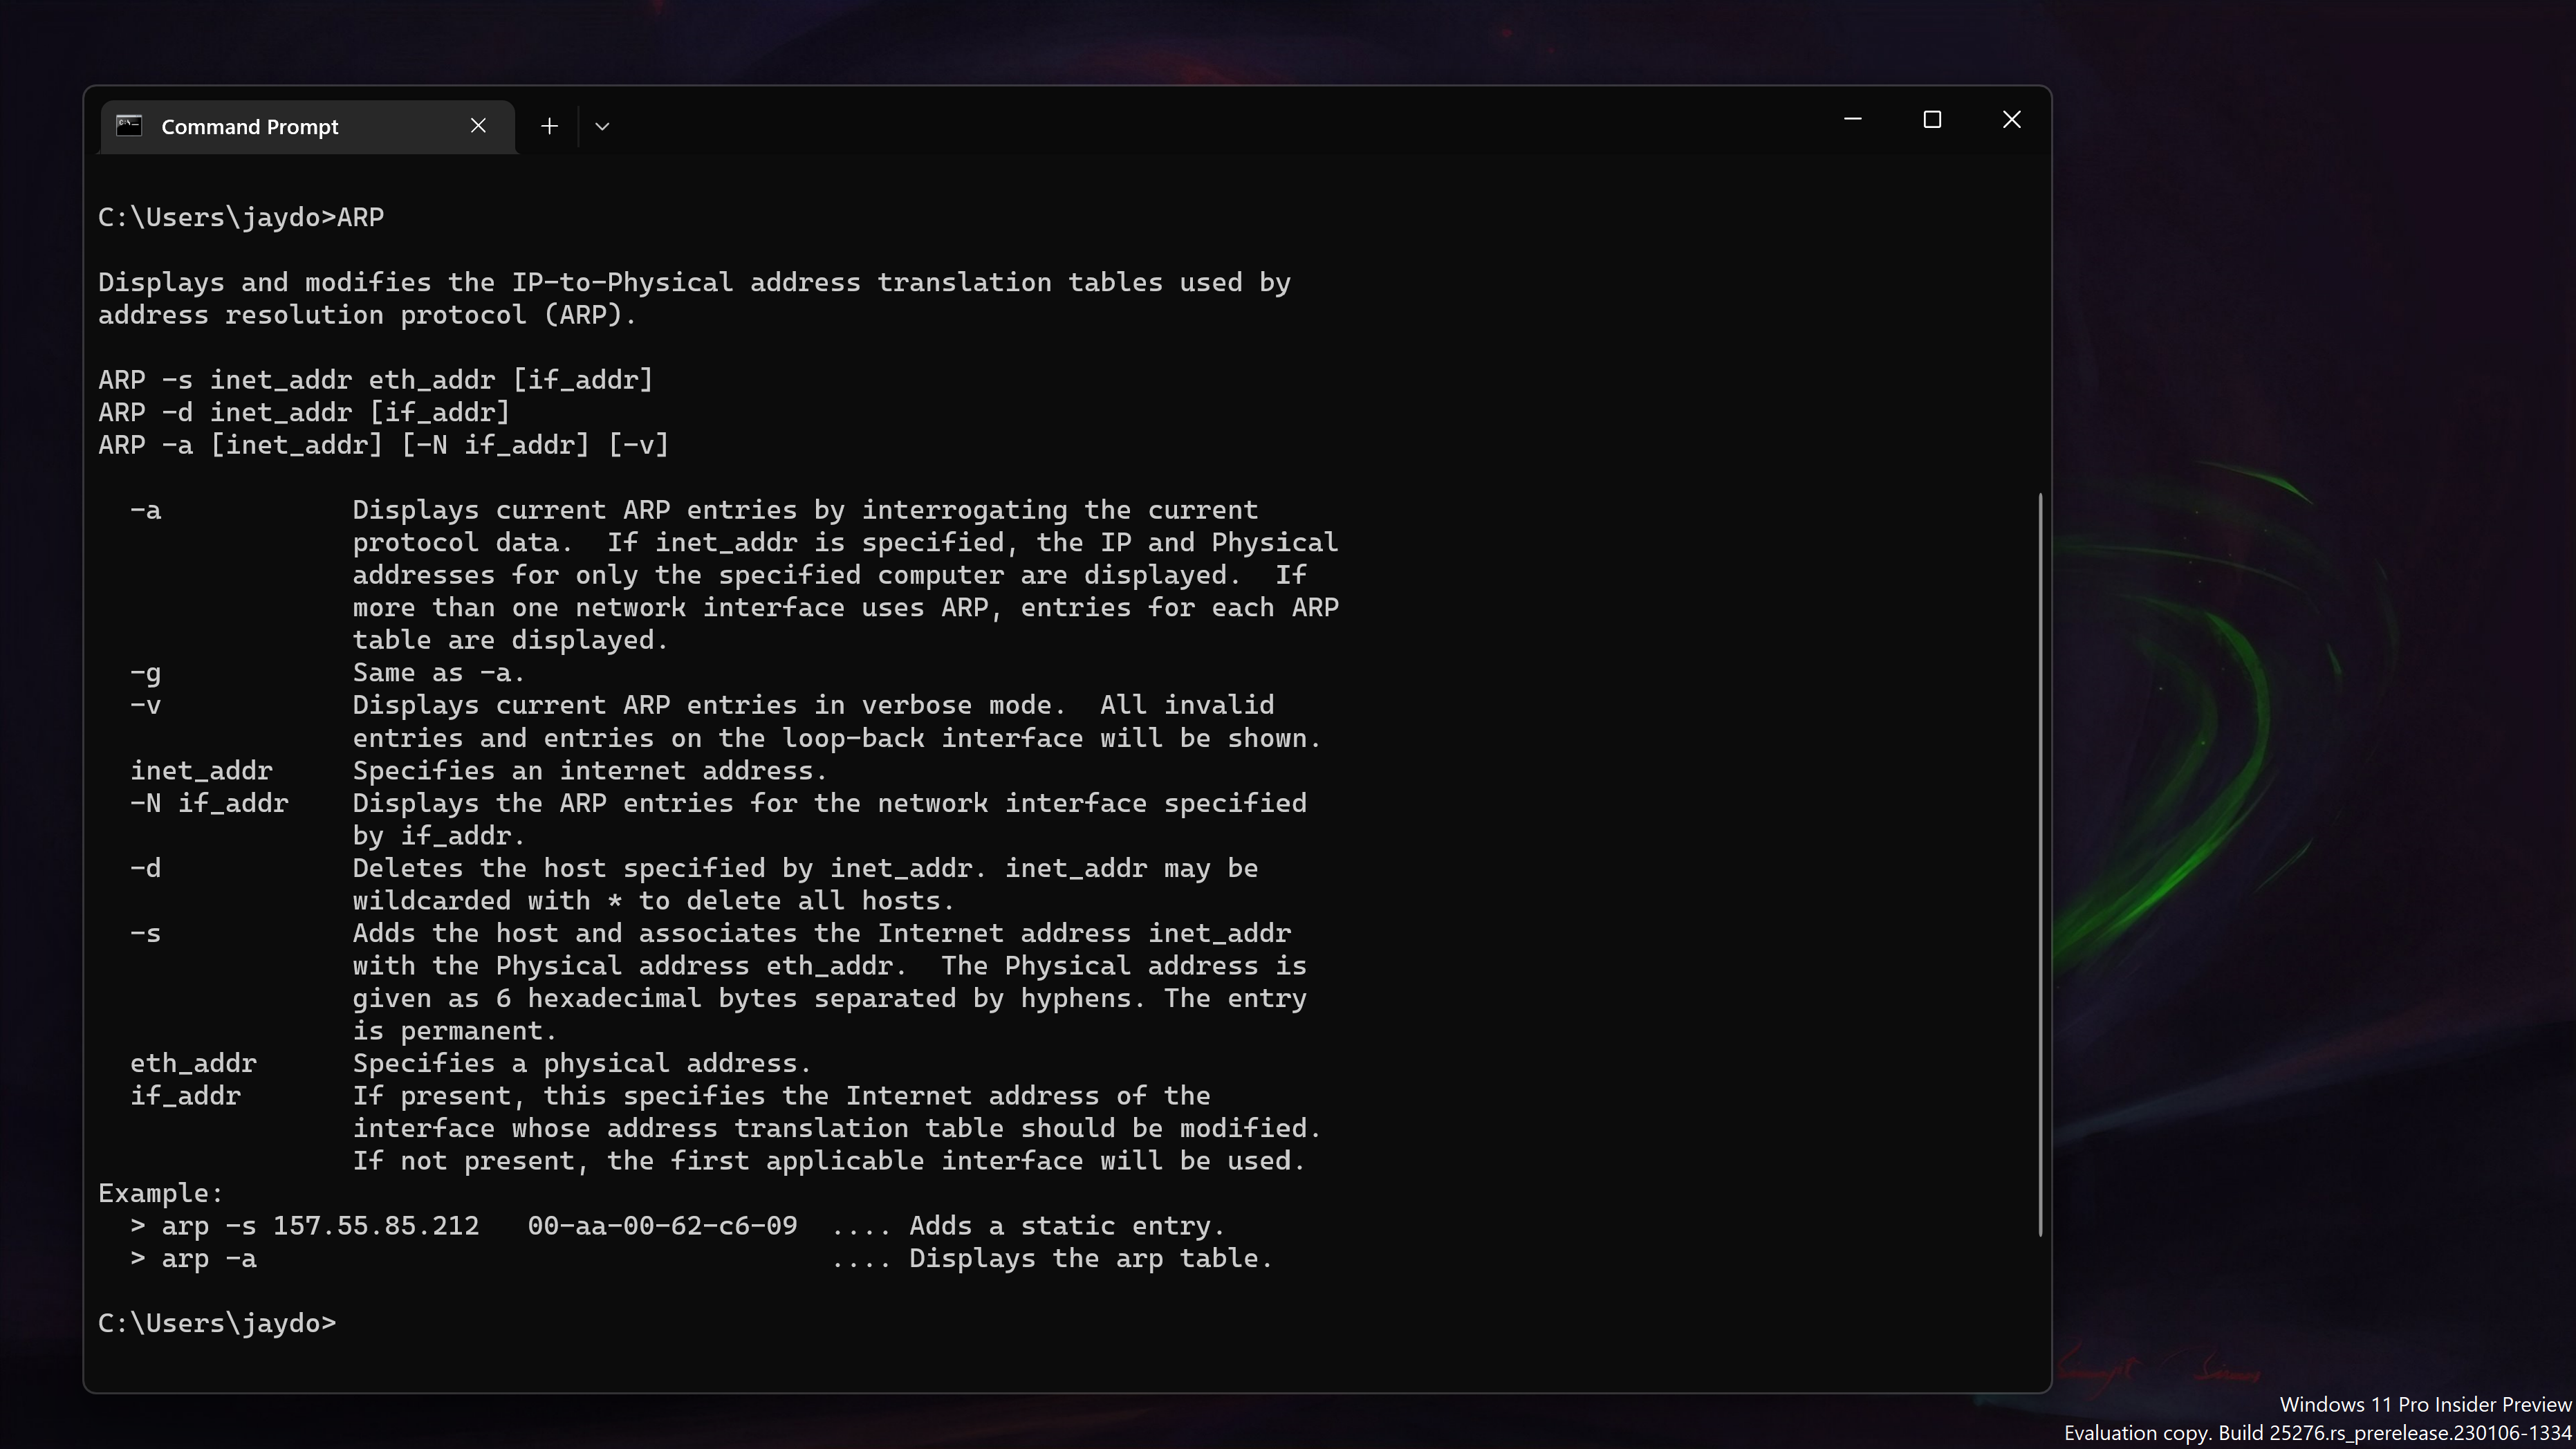 Command Prompt
C:\Users\jaydo>ARP
Displays and modifies the IP-to-Physical address translation tables used by
address resolution protocol (ARP).
ARP -s inet_addr eth_addr [if_addr]
ARP -d inet_addr [if_addr]
ARP -a [inet_addr] [-N if_addr] [-v]
  -a            Displays current ARP entries by interrogating the current
                protocol data.  If inet_addr is specified, the IP and Physical
                addresses for only the specified computer are displayed.  If
                more than one network interface uses ARP, entries for each ARP
                table are displayed.
  -g            Same as -a.
  -v            Displays current ARP entries in verbose mode.  All invalid
                entries and entries on the loop-back interface will be shown.
  inet_addr     Specifies an internet address.
  -N if_addr    Displays the ARP entries for the network interface specified
                by if_addr.
  -d            Deletes the host specified by inet_addr. inet_addr may be
                wildcarded with * to delete all hosts.
  -s            Adds the host and associates the Internet address inet_addr
                with the Physical address eth_addr.  The Physical address is
                given as 6 hexadecimal bytes separated by hyphens. The entry
                is permanent.
  eth_addr      Specifies a physical address.
  if_addr       If present, this specifies the Internet address of the
                interface whose address translation table should be modified.
                If not present, the first applicable interface will be used.
Example:
  > arp -s 157.55.85.212   00-aa-00-62-c6-09  .... Adds a static entry.
  > arp -a                                    .... Displays the arp table.
C:\Users\jaydo>
Windows 11 Pro Insider Preview
Evaluation copy. Build 25276.rs_prerelease.230106-1334